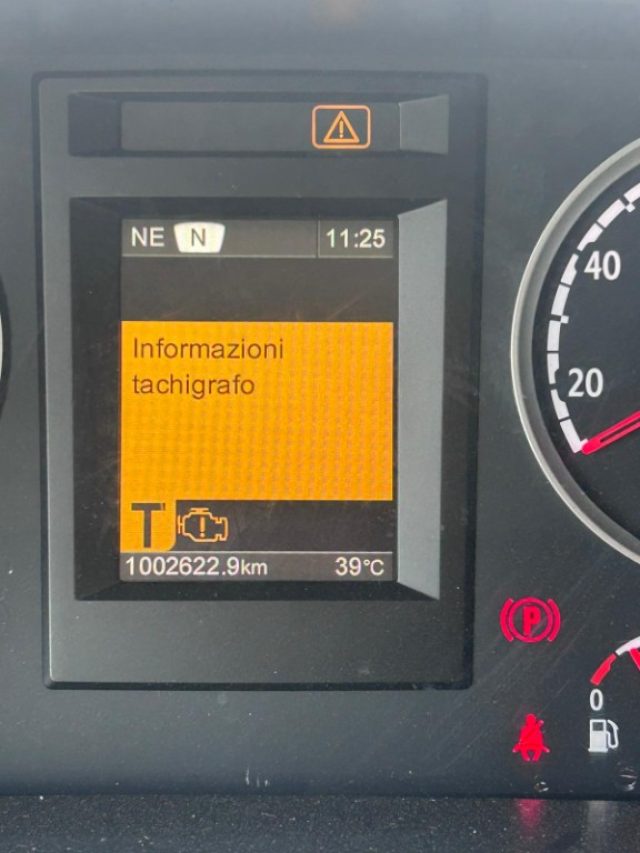 NE N 11:25
Informazioni
tachigrafo
T
1002622.9km 39°C
40
20
P
0